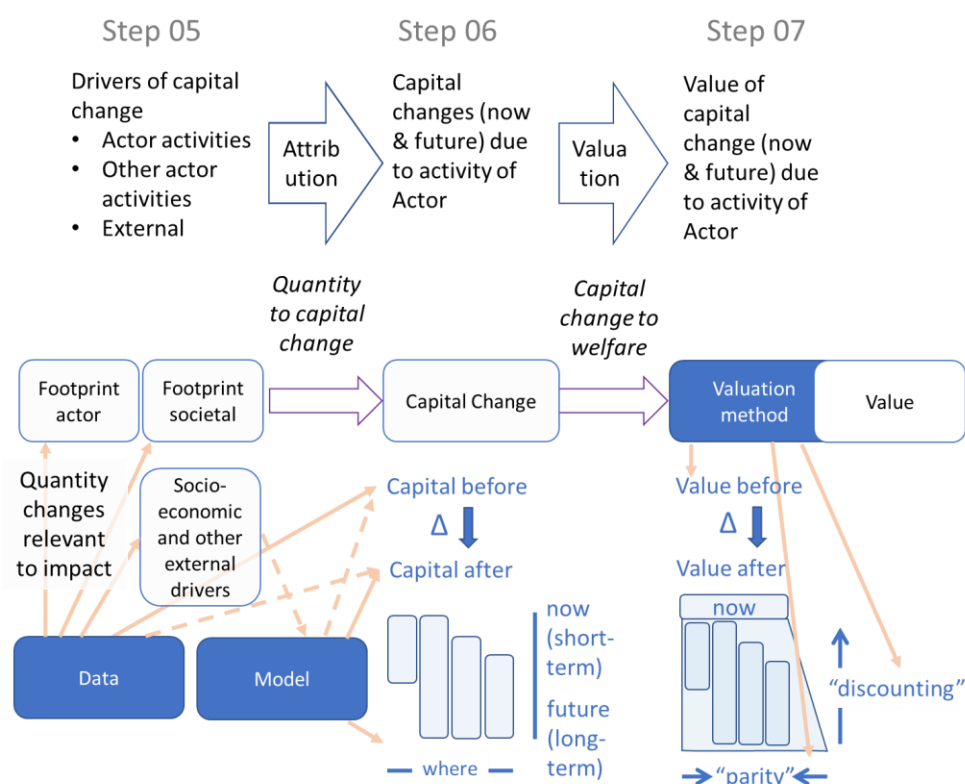 Step 05
Step 06
Step 07
Drivers of capital
change
• Actor activities
• Other actor
activities
• External
Attrib
ution
Capital
changes (now
& future) due
to activity of
Actor
Valua
tion
Value of
capital
change (now
& future) due
to activity of
Actor
Quantity
to capital
change
Capital
change to
welfare
Footprint
actor
Footprint
societal
Capital Change
Valuation
method
Value
Quantity
changes
relevant
to impact
Socio-
economic
and other
external
drivers
Capital before
Δ
Capital after
Value before
Δ
Value after
Data
Model
now
(short-
term)
future
(long-
term)
where
now
“discounting”
“parity”